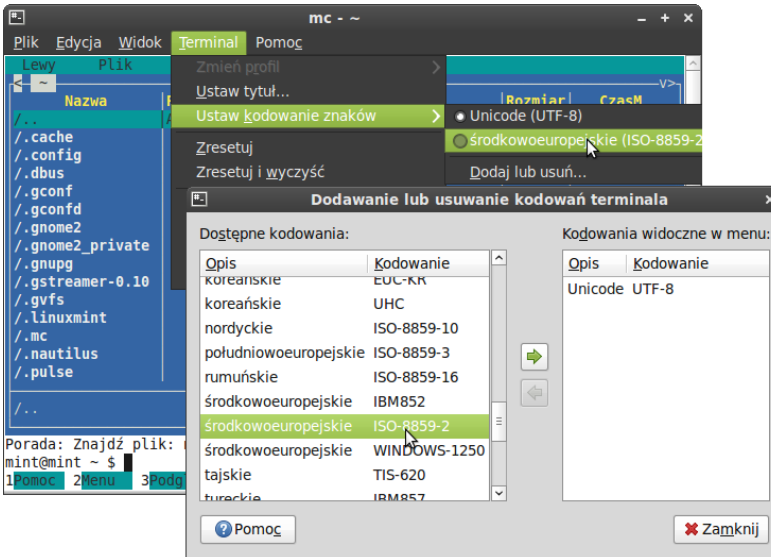 mc - ~
Plik Edycja Widok Terminal Pomoc
Lewy Plik
Zmień profil
Ustaw tytuł...
Ustaw kodowanie znaków
Zresetuj
Zresetuj i wyczyść
Unicode (UTF-8)
środkowoeuropejskie (ISO-8859-2
Dodaj lub usuń...
< ~
v>
Nazwa
Rozmiar CzasM
/..
/.cache
/.config
/.dbus
/.gconf
/.gconfd
/.gnome2
/.gnome2_private
/.gnupg
/.gstreamer-0.10
/.gvfs
/.linuxmint
/.mc
/.nautilus
/.pulse
/..
Porada: Znajdź plik:
mint@mint ~ $
1Pomoc 2Menu 3Podg
Dodawanie lub usuwanie kodowań terminala
Dostępne kodowania:
Opis Kodowanie
koreańskie EUC-KR
koreańskie UHC
nordyckie ISO-8859-10
południowoeuropejskie ISO-8859-3
rumuńskie ISO-8859-16
środkowoeuropejskie IBM852
środkowoeuropejskie ISO-8859-2
środkowoeuropejskie WINDOWS-1250
tajskie TIS-620
tureckie IBM857
Kodowania widoczne w menu:
Opis Kodowanie
Unicode UTF-8
Pomoc
Zamknij